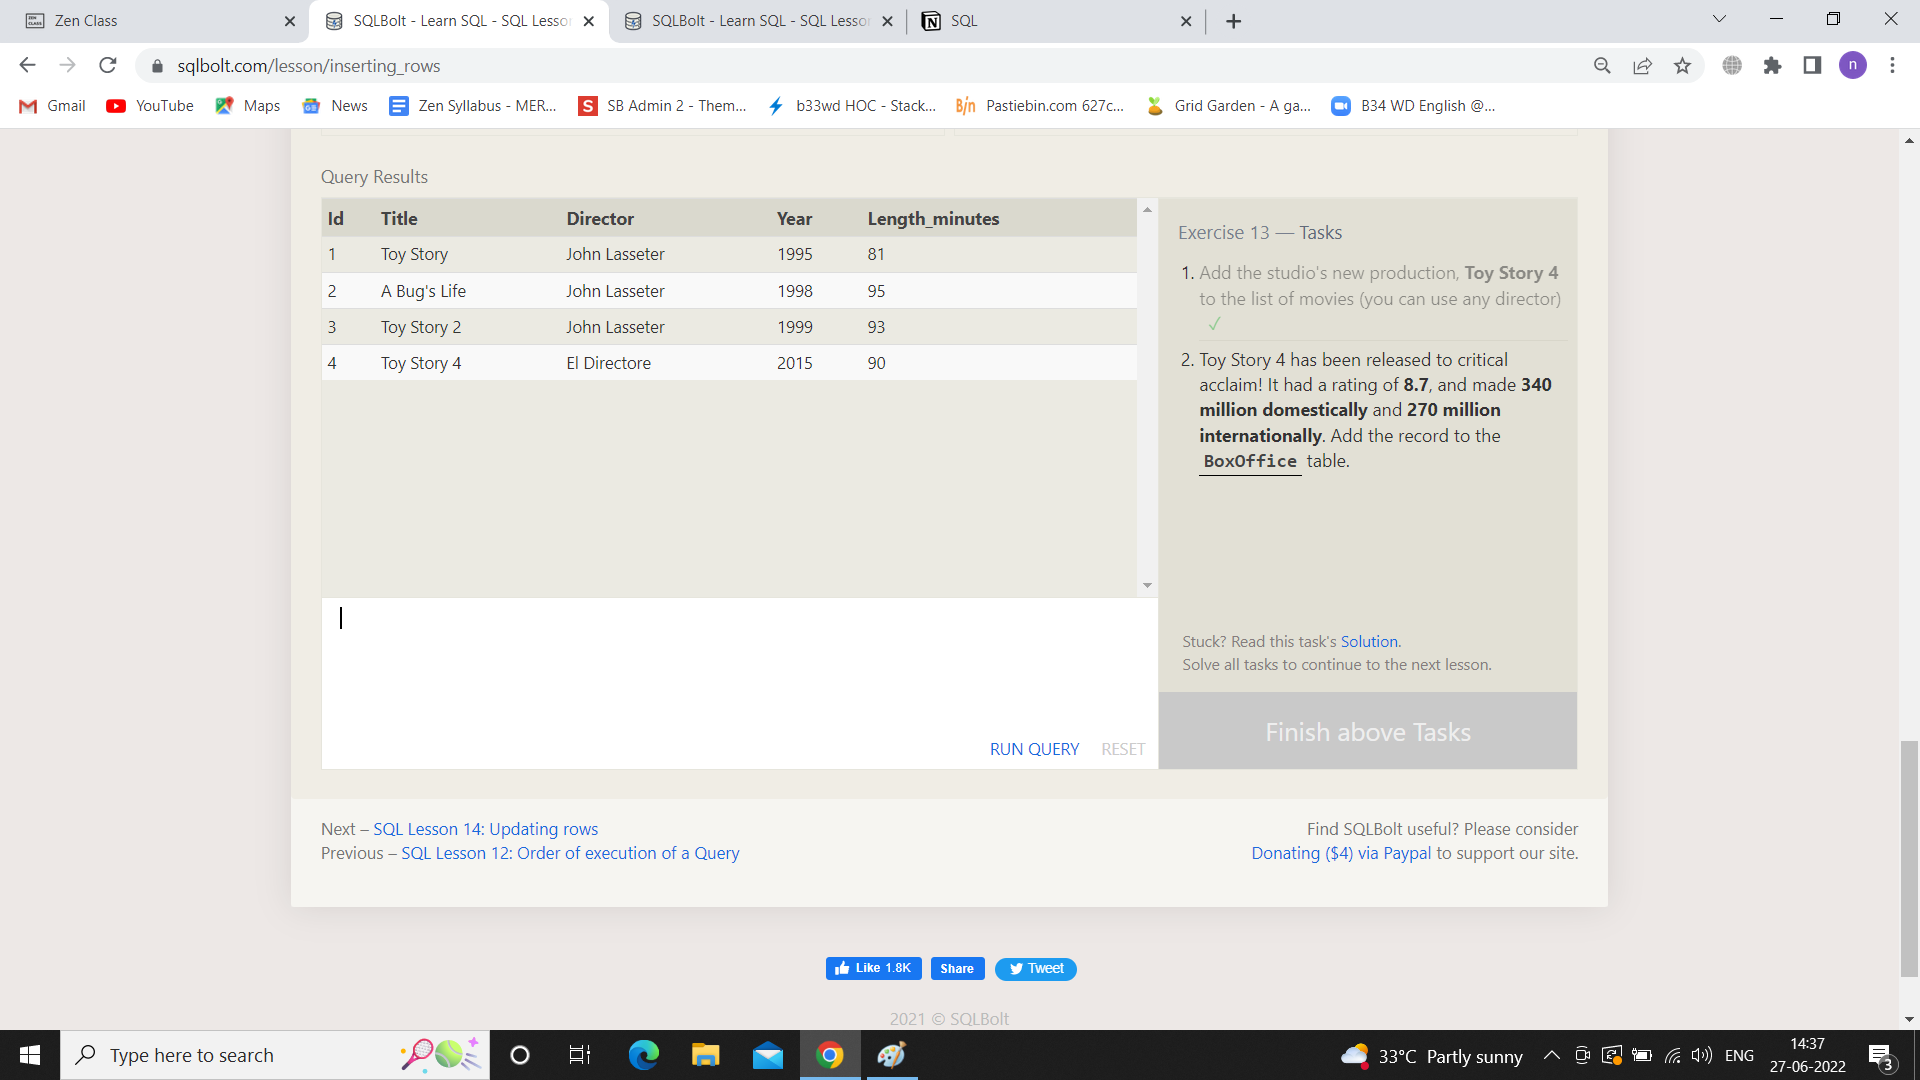 Zen Class
SQLBolt - Learn SQL - SQL Lesson
SQLBolt - Learn SQL - SQL Lesson
SQL
sqlbolt.com/lesson/inserting_rows
n
Gmail
YouTube
Maps
News
Zen Syllabus - MER...
SB Admin 2 - Them...
b33wd HOC - Stack...
Pastiebin.com 627c...
Grid Garden - A ga...
B34 WD English @...
Query Results
Id Title Director Year Length_minutes
1 Toy Story John Lasseter 1995 81
2 A Bug's Life John Lasseter 1998 95
3 Toy Story 2 John Lasseter 1999 93
4 Toy Story 4 El Directore 2015 90
Exercise 13 — Tasks
1. Add the studio's new production, Toy Story 4
to the list of movies (you can use any director)
✓
2. Toy Story 4 has been released to critical
acclaim! It had a rating of 8.7, and made 340
million domestically and 270 million
internationally. Add the record to the
BoxOffice table.
Stuck? Read this task's Solution.
Solve all tasks to continue to the next lesson.
RUN QUERY RESET
Finish above Tasks
Next – SQL Lesson 14: Updating rows
Previous – SQL Lesson 12: Order of execution of a Query
Find SQLBolt useful? Please consider
Donating ($4) via Paypal to support our site.
Like 1.8K Share Tweet
2021 © SQLBolt
Type here to search
33°C Partly sunny
ENG
14:37
27-06-2022
3